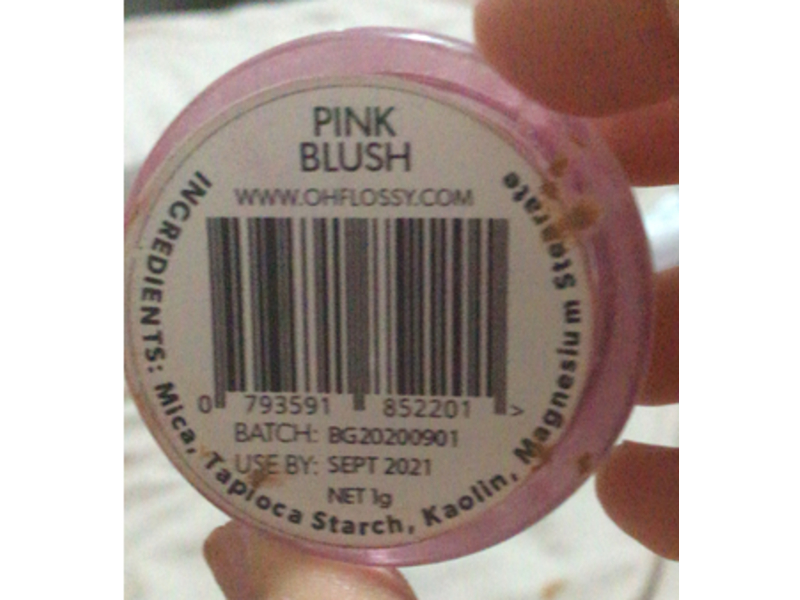 PINK
BLUSH
WWW.OHFLOSSY.COM
0 793591 852201 >
BATCH: BG20200901
USE BY: SEPT 2021
NET 1g
INGREDIENTS: Mica, Tapioca Starch, Kaolin, Magnesium Stearate